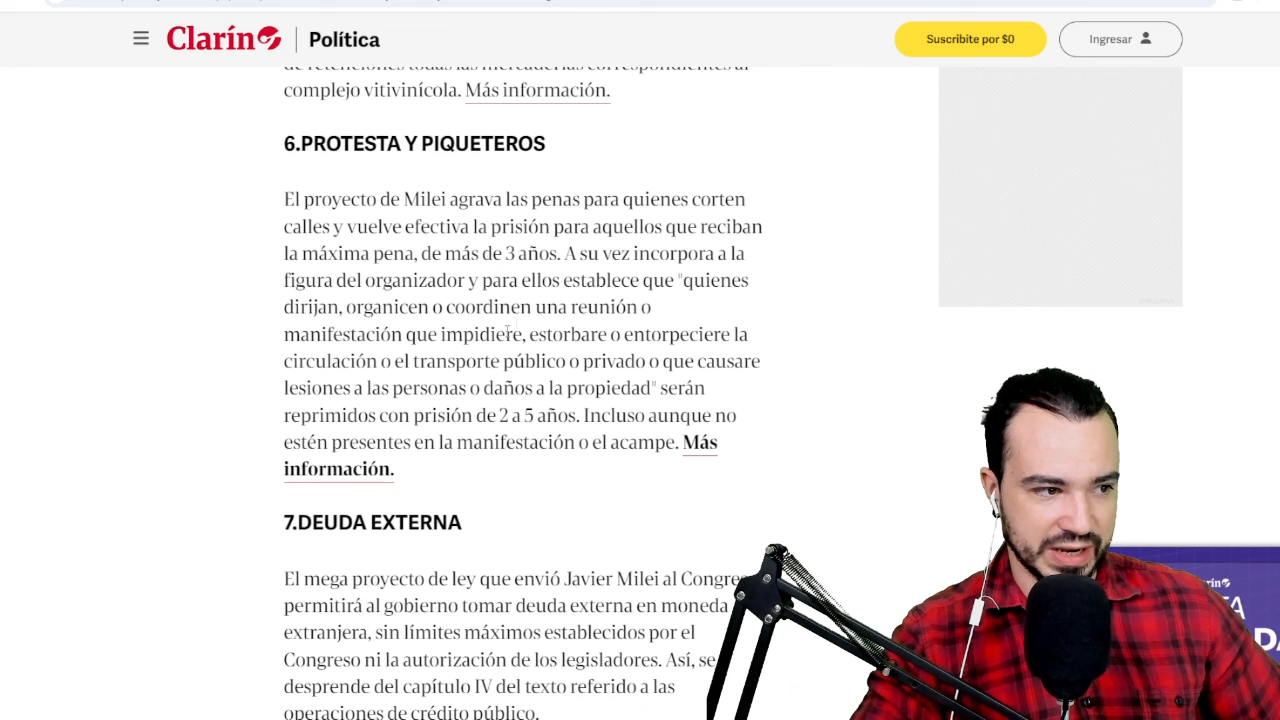 Clarín
Política
Suscribite por $0
Ingresar
de retenciones todas las mercaderías correspondientes al
complejo vitivinícola. Más información.
6.PROTESTA Y PIQUETEROS
El proyecto de Milei agrava las penas para quienes corten
calles y vuelve efectiva la prisión para aquellos que reciban
la máxima pena, de más de 3 años. A su vez incorpora a la
figura del organizador y para ellos establece que "quienes
dirijan, organicen o coordinen una reunión o
manifestación que impidiere, estorbare o entorpeciere la
circulación o el transporte público o privado o que causare
lesiones a las personas o daños a la propiedad" serán
reprimidos con prisión de 2 a 5 años. Incluso aunque no
estén presentes en la manifestación o el acampe. Más
información.
7.DEUDA EXTERNA
El mega proyecto de ley que envió Javier Milei al Congre
permitirá al gobierno tomar deuda externa en moneda
extranjera, sin límites máximos establecidos por el
Congreso ni la autorización de los legisladores. Así, se
desprende del capítulo IV del texto referido a las
operaciones de crédito público.